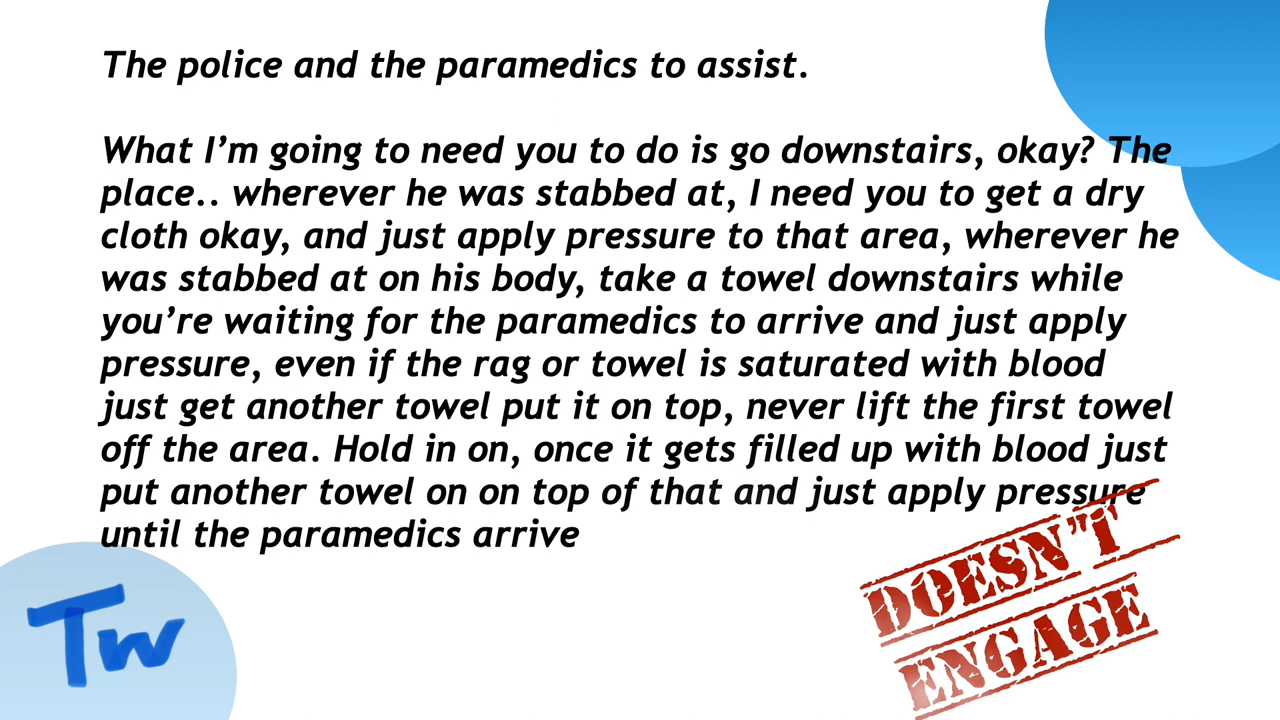 The police and the paramedics to assist.
What I’m going to need you to do is go downstairs, okay? The
place.. wherever he was stabbed at, I need you to get a dry
cloth okay, and just apply pressure to that area, wherever he
was stabbed at on his body, take a towel downstairs while
you’re waiting for the paramedics to arrive and just apply
pressure, even if the rag or towel is saturated with blood
just get another towel put it on top, never lift the first towel
off the area. Hold in on, once it gets filled up with blood just
put another towel on on top of that and just apply pressure
until the paramedics arrive
DOESN'T
ENGAGE
Tw